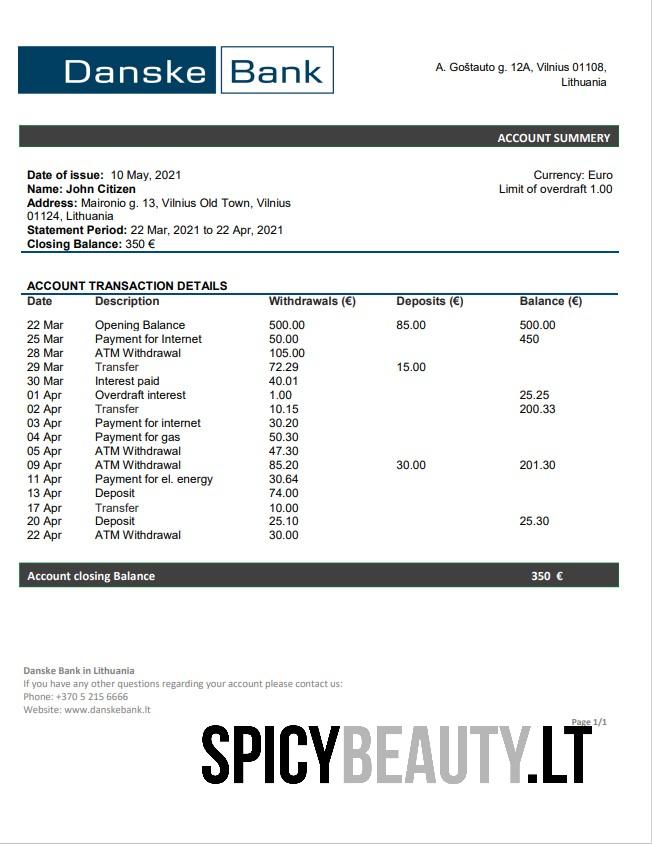 Danske Bank
A. Goštauto g. 12A, Vilnius 01108,
Lithuania
ACCOUNT SUMMERY
Date of issue: 10 May, 2021
Currency: Euro
Name: John Citizen
Limit of overdraft 1.00
Address: Maironio g. 13, Vilnius Old Town, Vilnius
01124, Lithuania
Statement Period: 22 Mar, 2021 to 22 Apr, 2021
Closing Balance: 350 €
ACCOUNT TRANSACTION DETAILS
Date Description Withdrawals (€) Deposits (€) Balance (€)
22 Mar Opening Balance 500.00 85.00 500.00
25 Mar Payment for Internet 50.00 450
28 Mar ATM Withdrawal 105.00
29 Mar Transfer 72.29 15.00
30 Mar Interest paid 40.01
01 Apr Overdraft interest 1.00 25.25
02 Apr Transfer 10.15 200.33
03 Apr Payment for internet 30.20
04 Apr Payment for gas 50.30
05 Apr ATM Withdrawal 47.30
09 Apr ATM Withdrawal 85.20 30.00 201.30
11 Apr Payment for el. energy 30.64
13 Apr Deposit 74.00
17 Apr Transfer 10.00
20 Apr Deposit 25.10 25.30
22 Apr ATM Withdrawal 30.00
Account closing Balance 350 €
Danske Bank in Lithuania
If you have any other questions regarding your account please contact us:
Phone: +370 5 215 6666
Website: www.danskebank.lt
Page 1/1
SPICYBEAUTY.LT